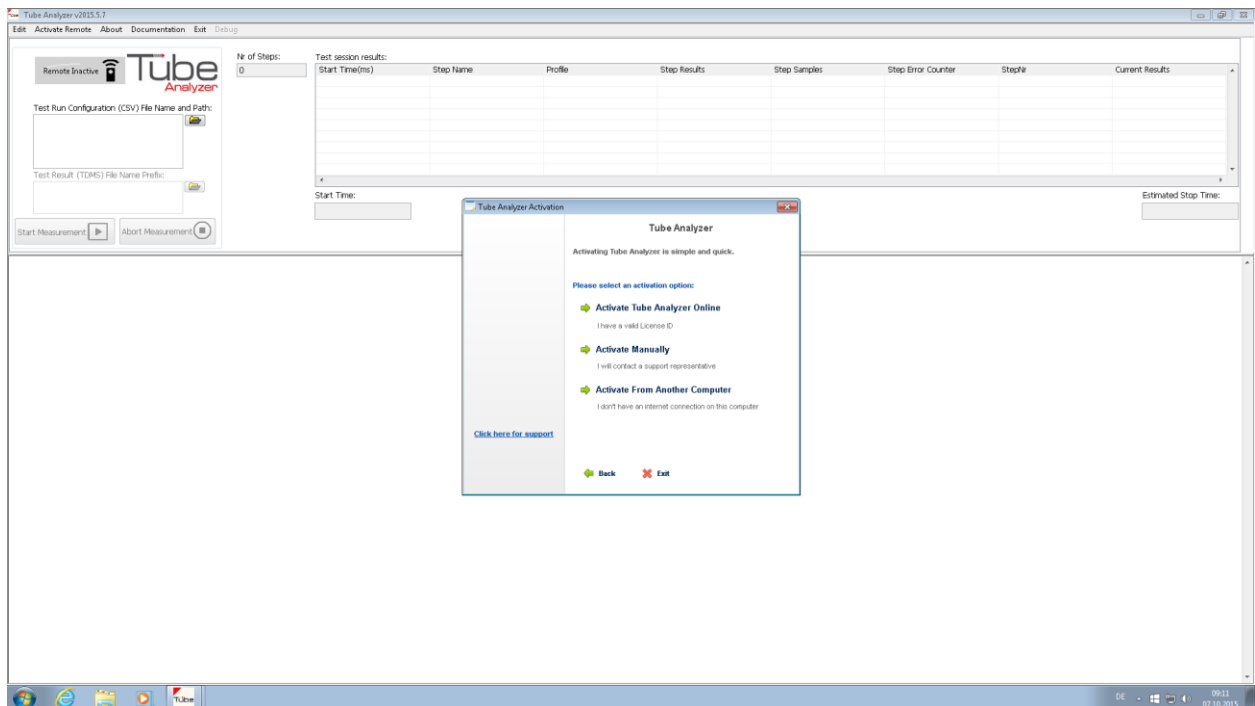 Tube Analyzer v2015.5.7
Edit Activate Remote About Documentation Exit Debug
Remote Inactive
Tube
Analyzer
Test Run Configuration (CSV) File Name and Path:
Test Result (TDMS) File Name Prefix:
Start Measurement
Abort Measurement
Nr of Steps:
0
Test session results:
Start Time(ms) Step Name Profile Step Results Step Samples Step Error Counter StepNr Current Results
Start Time:
Estimated Stop Time:
Tube Analyzer Activation
Tube Analyzer
Activating Tube Analyzer is simple and quick.
Please select an activation option:
Activate Tube Analyzer Online
I have a valid License ID
Activate Manually
I will contact a support representative
Activate From Another Computer
I don't have an internet connection on this computer
Click here for support
Back Exit
Tube
DE
09:11
02.10.2015